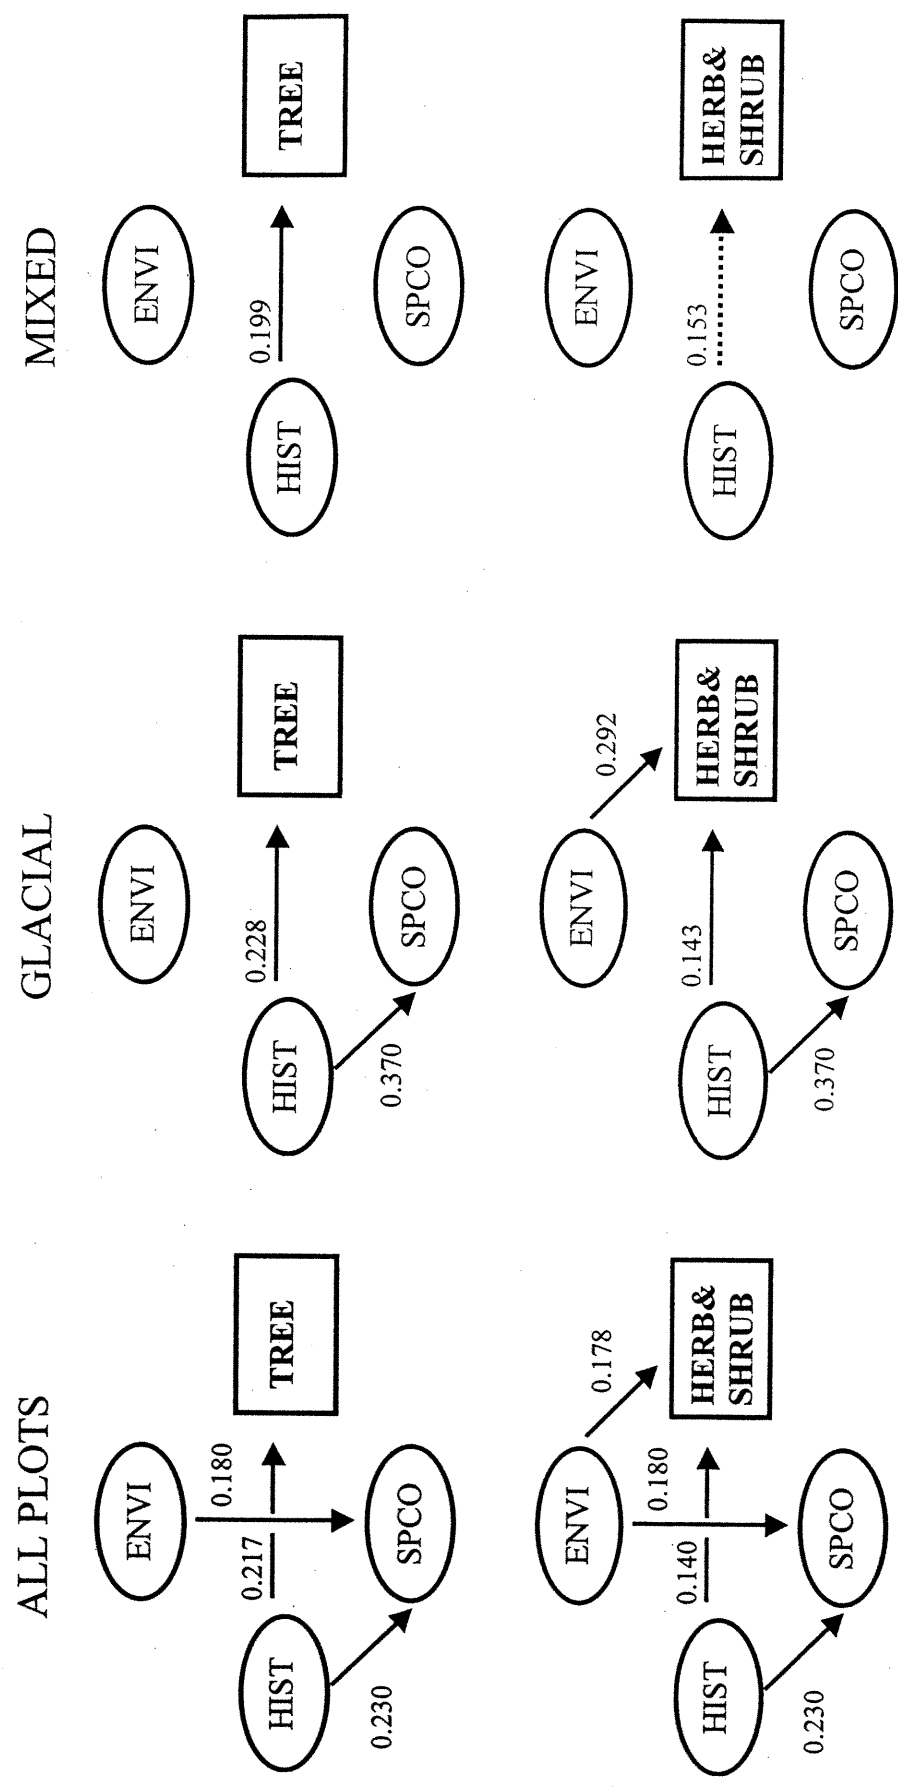 ALL PLOTS
GLACIAL
MIXED
ENVI
0.180
0.217
TREE
HIST
0.230
SPCO
ENVI
0.228
TREE
HIST
0.370
SPCO
ENVI
0.199
TREE
HIST
SPCO
ENVI
0.178
0.180
0.140
HERB&
SHRUB
HIST
0.230
SPCO
ENVI
0.292
0.143
HERB&
SHRUB
HIST
0.370
SPCO
ENVI
0.153
HERB&
SHRUB
HIST
SPCO